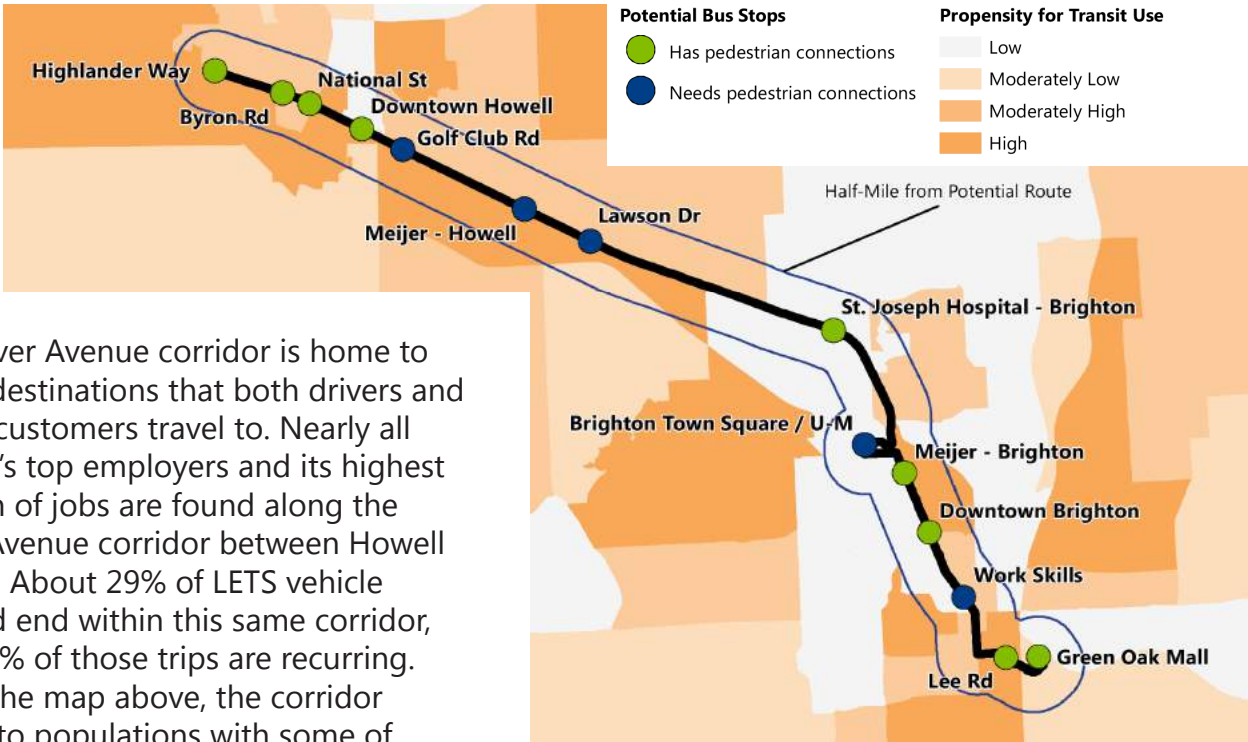 Potential Bus Stops
Has pedestrian connections
Needs pedestrian connections
Propensity for Transit Use
Low
Moderately Low
Moderately High
High
Highlander Way
National St
Byron Rd
Downtown Howell
Golf Club Rd
Half-Mile from Potential Route
Lawson Dr
Meijer - Howell
St. Joseph Hospital - Brighton
Brighton Town Square / U-M
Meijer - Brighton
Downtown Brighton
Work Skills
Green Oak Mall
Lee Rd
ver Avenue corridor is home to
destinations that both drivers and
customers travel to. Nearly all
's top employers and its highest
of jobs are found along the
Avenue corridor between Howell
About 29% of LETS vehicle
end within this same corridor,
% of those trips are recurring.
he map above, the corridor
to populations with some of